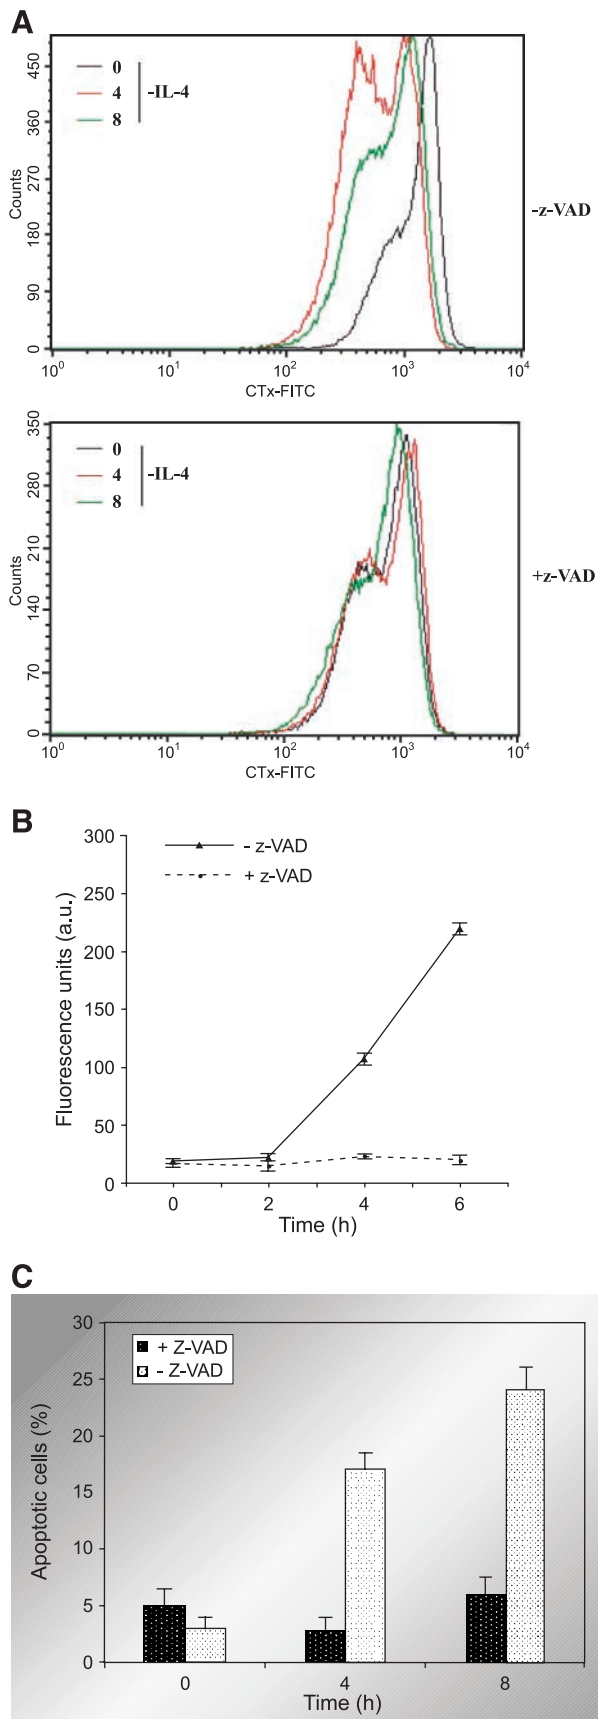 A
450
360
270
180
90
0
Counts
0
4
8
-IL-4
-z-VAD
10⁰ 10¹ 10² 10³ 10⁴
CTx-FITC
350
280
210
140
70
0
Counts
0
4
8
-IL-4
+z-VAD
10⁰ 10¹ 10² 10³ 10⁴
CTx-FITC
B
300
250
200
150
100
50
0
Fluorescence units (a.u.)
- z-VAD
+ z-VAD
0 2 4 6
Time (h)
C
30
25
20
15
10
5
0
Apoptotic cells (%)
+ Z-VAD
- Z-VAD
0 4 8
Time (h)